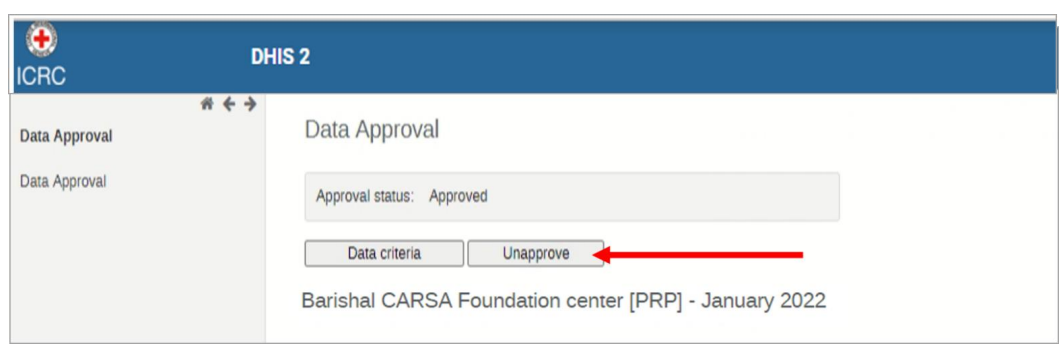 ICRC
DHIS 2
Data Approval
Data Approval
Data Approval
Approval status: Approved
Data criteria Unapprove
Barishal CARSA Foundation center [PRP] - January 2022